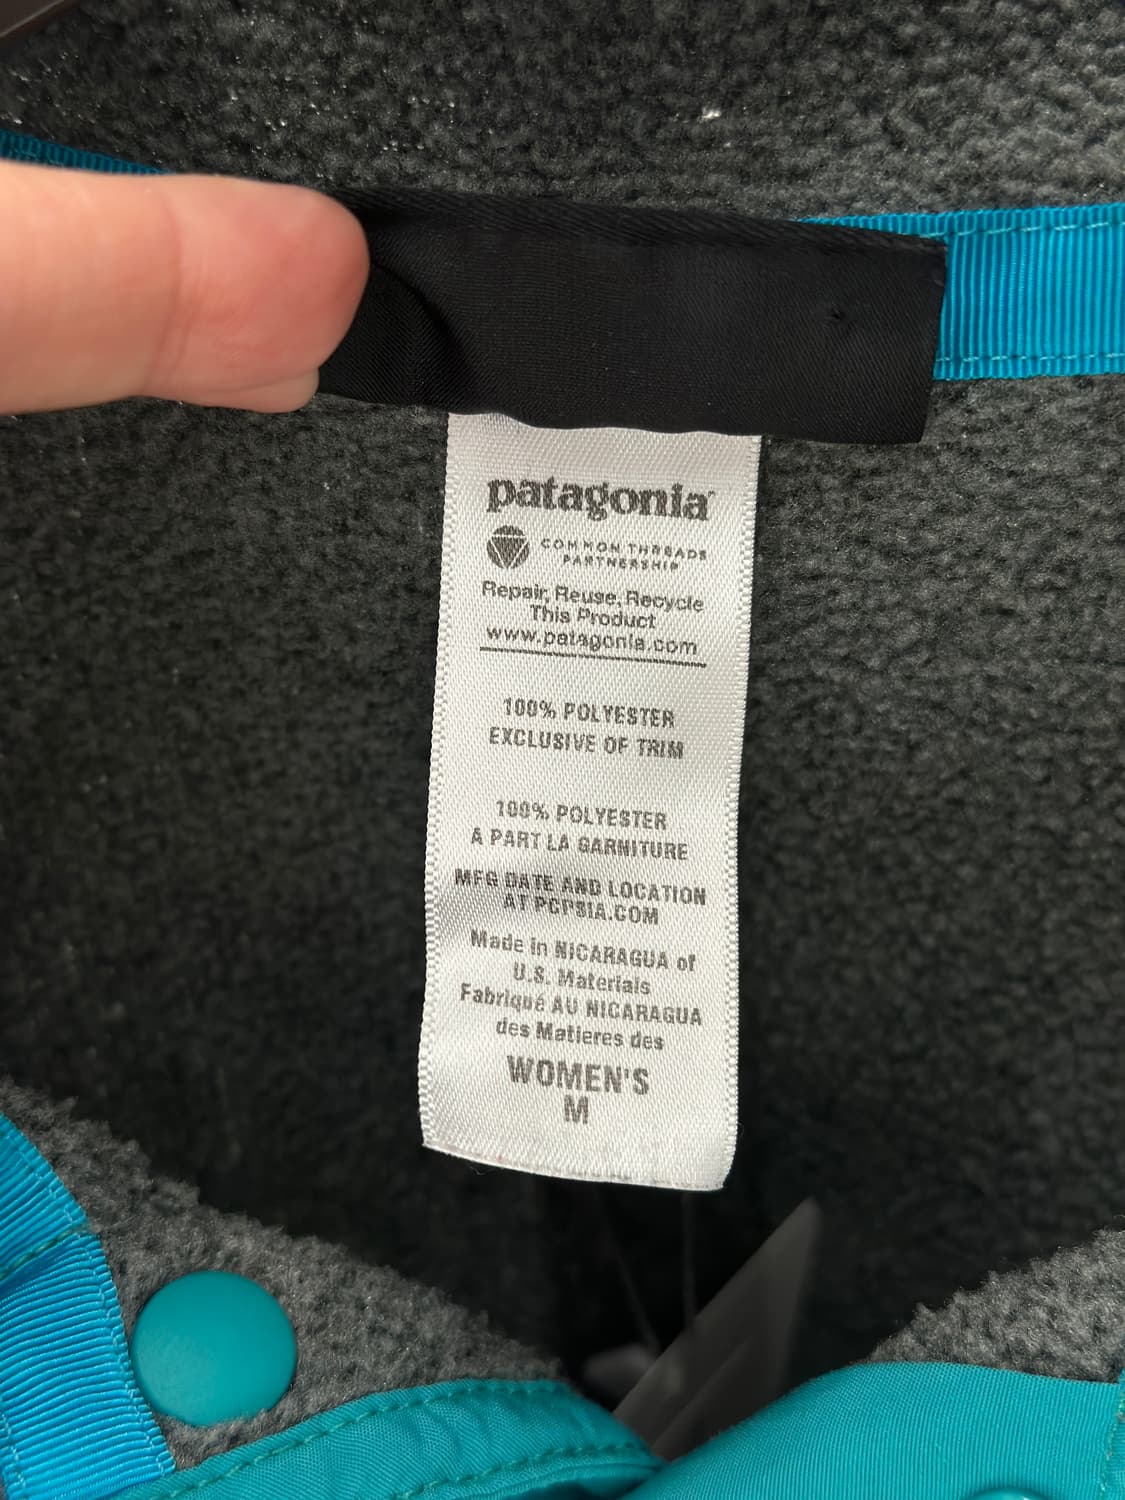 patagonia
COMMON THREADS
PARTNERSHIP
Repair, Reuse, Recycle
This Product
www.patagonia.com
100% POLYESTER
EXCLUSIVE OF TRIM
100% POLYESTER
A PART LA GARNITURE
MFG DATE AND LOCATION
AT PCPSIA.COM
Made in NICARAGUA of
U.S. Materials
Fabriqué AU NICARAGUA
des Matieres des
WOMEN'S
M